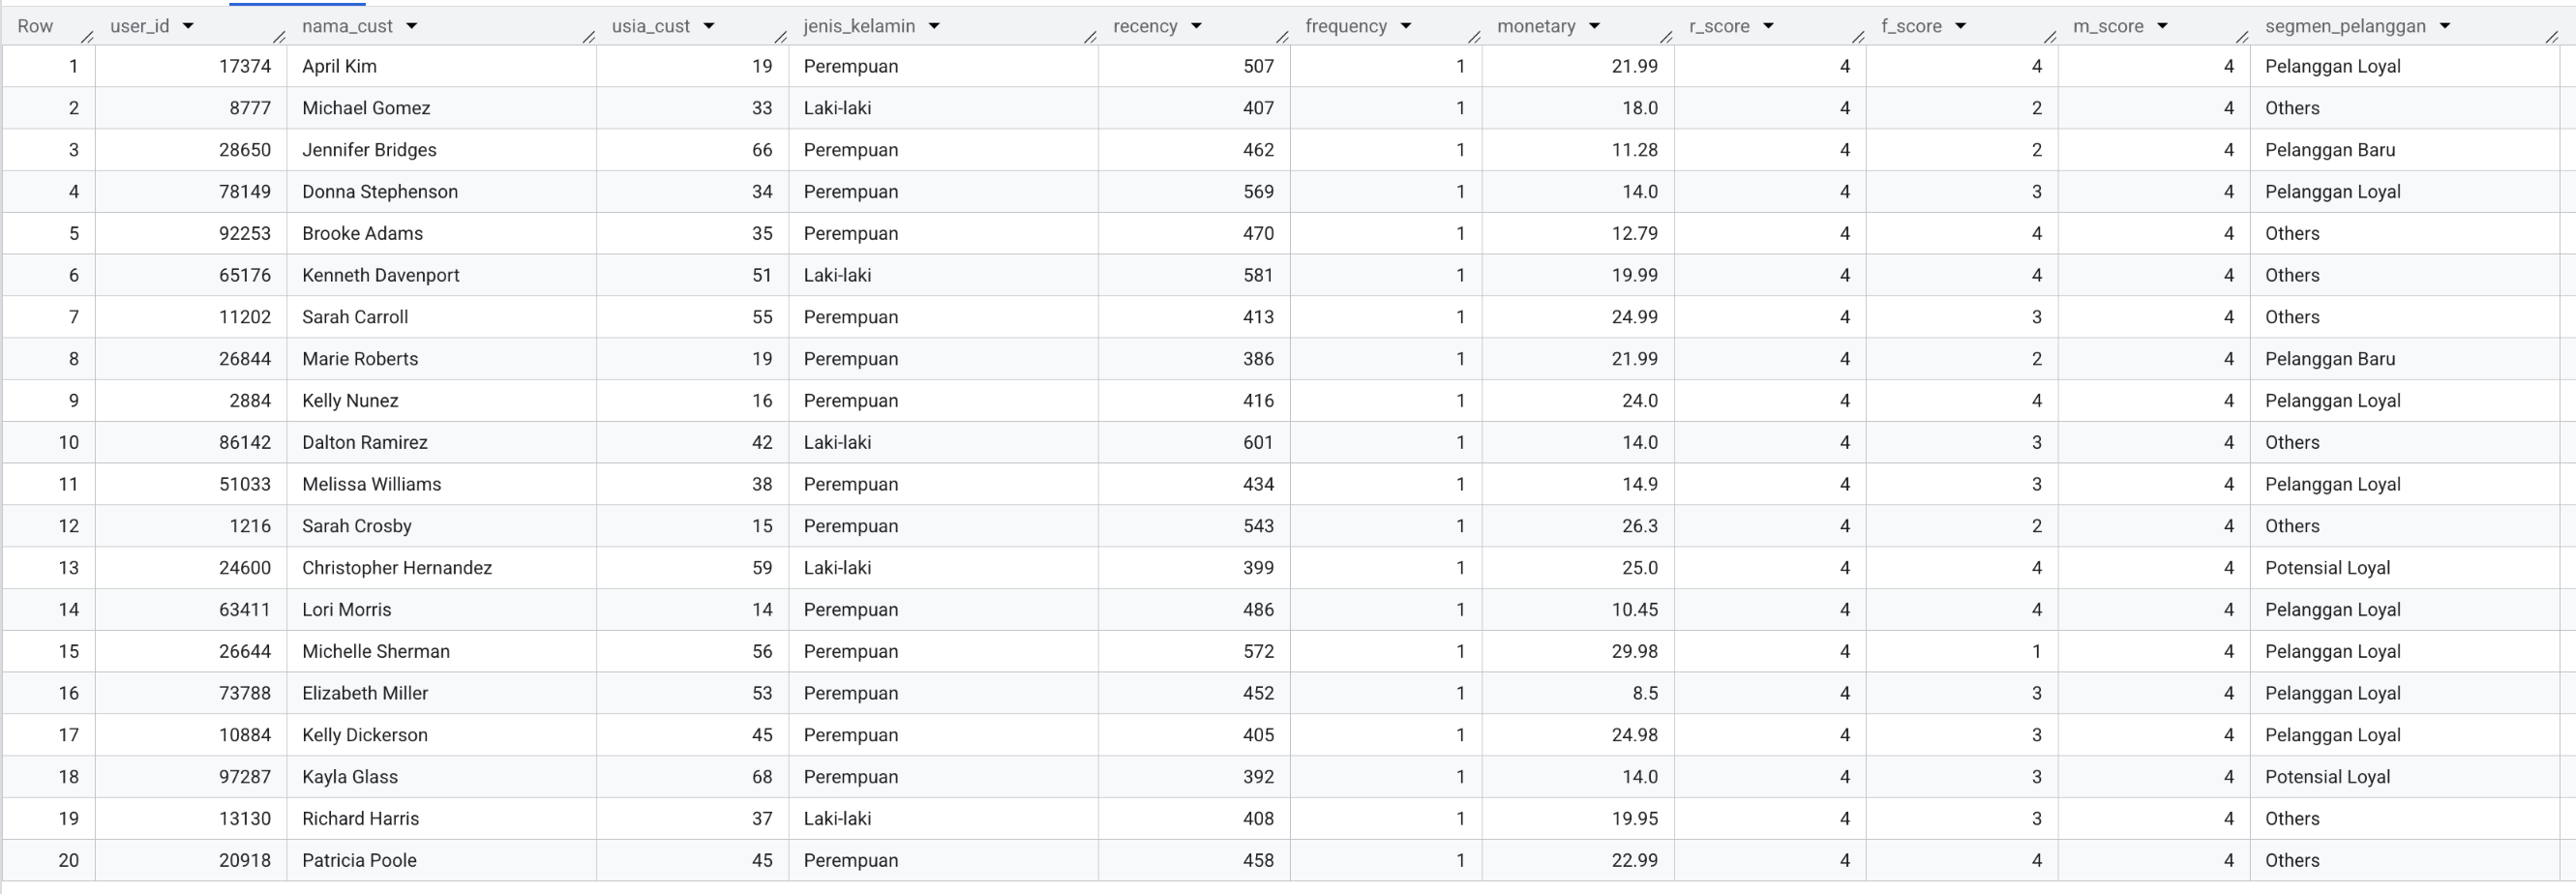 Row user_id nama_cust usia_cust jenis_kelamin recency frequency monetary r_score f_score m_score segmen_pelanggan
1 17374 April Kim 19 Perempuan 507 1 21.99 4 4 4 Pelanggan Loyal
2 8777 Michael Gomez 33 Laki-laki 407 1 18.0 4 2 4 Others
3 28650 Jennifer Bridges 66 Perempuan 462 1 11.28 4 2 4 Pelanggan Baru
4 78149 Donna Stephenson 34 Perempuan 569 1 14.0 4 3 4 Pelanggan Loyal
5 92253 Brooke Adams 35 Perempuan 470 1 12.79 4 4 4 Others
6 65176 Kenneth Davenport 51 Laki-laki 581 1 19.99 4 4 4 Others
7 11202 Sarah Carroll 55 Perempuan 413 1 24.99 4 3 4 Others
8 26844 Marie Roberts 19 Perempuan 386 1 21.99 4 2 4 Pelanggan Baru
9 2884 Kelly Nunez 16 Perempuan 416 1 24.0 4 4 4 Pelanggan Loyal
10 86142 Dalton Ramirez 42 Laki-laki 601 1 14.0 4 3 4 Others
11 51033 Melissa Williams 38 Perempuan 434 1 14.9 4 3 4 Pelanggan Loyal
12 1216 Sarah Crosby 15 Perempuan 543 1 26.3 4 2 4 Others
13 24600 Christopher Hernandez 59 Laki-laki 399 1 25.0 4 4 4 Potensial Loyal
14 63411 Lori Morris 14 Perempuan 486 1 10.45 4 4 4 Pelanggan Loyal
15 26644 Michelle Sherman 56 Perempuan 572 1 29.98 4 1 4 Pelanggan Loyal
16 73788 Elizabeth Miller 53 Perempuan 452 1 8.5 4 3 4 Pelanggan Loyal
17 10884 Kelly Dickerson 45 Perempuan 405 1 24.98 4 3 4 Pelanggan Loyal
18 97287 Kayla Glass 68 Perempuan 392 1 14.0 4 3 4 Potensial Loyal
19 13130 Richard Harris 37 Laki-laki 408 1 19.95 4 3 4 Others
20 20918 Patricia Poole 45 Perempuan 458 1 22.99 4 4 4 Others